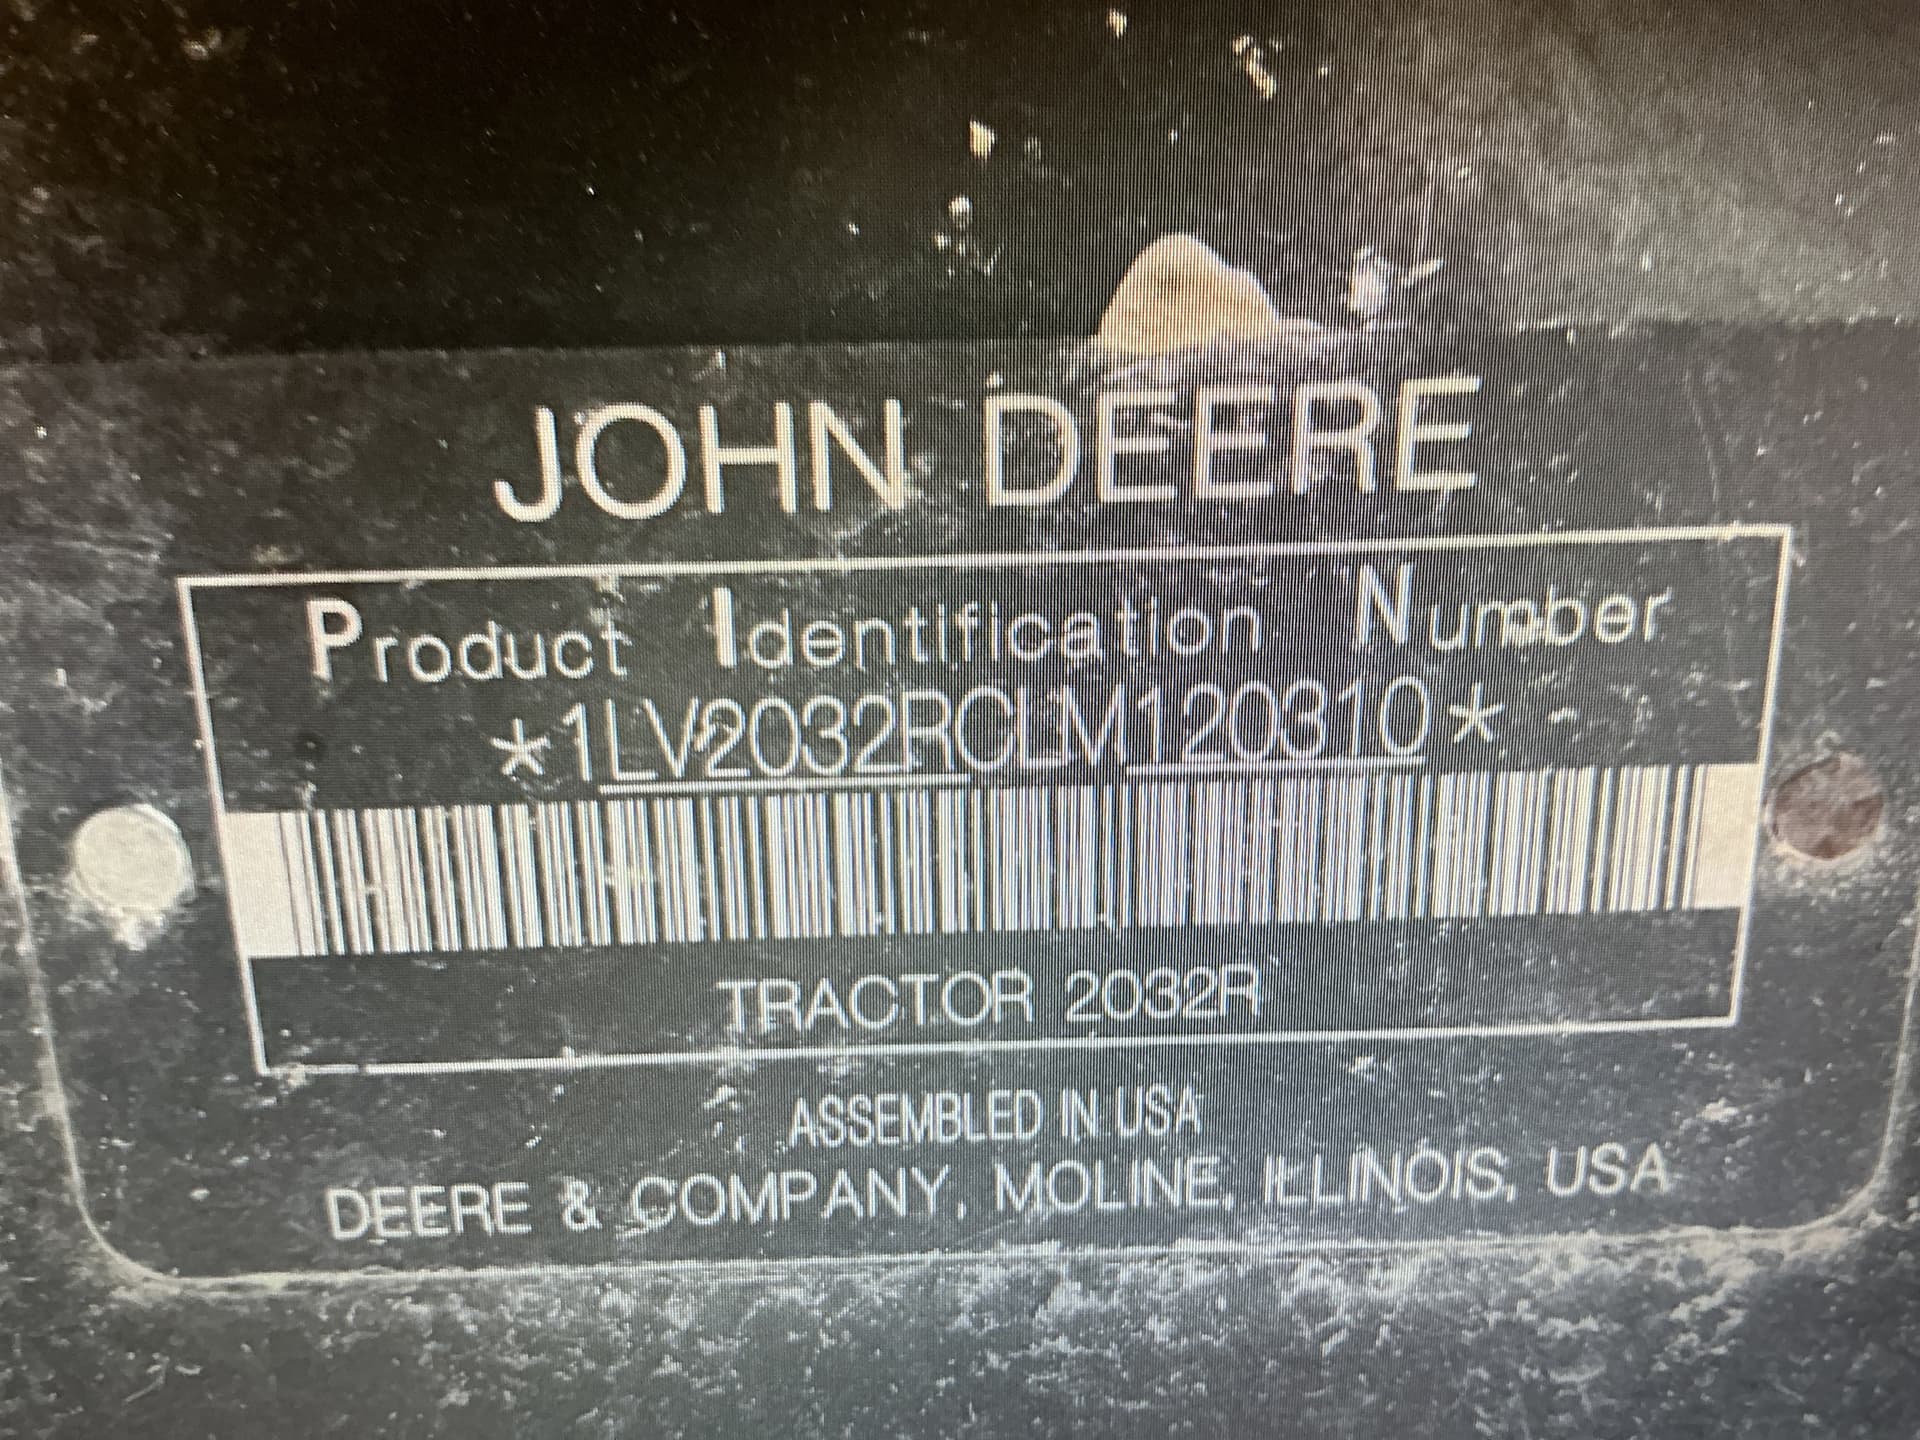 JOHN DEERE
Product Identification Number
*1LV2032RCLM120310*
TRACTOR 2032R
ASSEMBLED IN USA
DEERE & COMPANY, MOLINE, ILLINOIS, USA